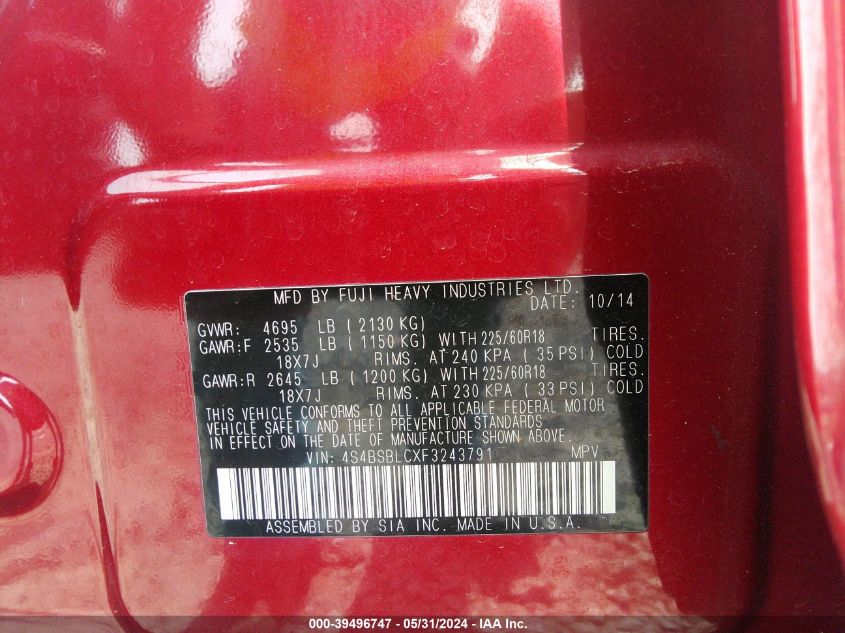 MFD BY FUJI HEAVY INDUSTRIES LTD.
DATE: 10/14
GVWR: 4695 LB (2130 KG)
GAWR:F 2535 LB (1150 KG) WITH 225/60R18 TIRES.
18X7J RIMS. AT 240 KPA (35 PSI) COLD
GAWR:R 2645 LB (1200 KG) WITH 225/60R18 TIRES.
18X7J RIMS. AT 230 KPA (33 PSI) COLD
THIS VEHICLE CONFORMS TO ALL APPLICABLE FEDERAL MOTOR
VEHICLE SAFETY AND THEFT PREVENTION STANDARDS
IN EFFECT ON THE DATE OF MANUFACTURE SHOWN ABOVE.
VIN: 4S4BSBLCXF3243791 MPV
ASSEMBLED BY SIA INC. MADE IN U.S.A.
000-39496747 - 05/31/2024 - IAA Inc.